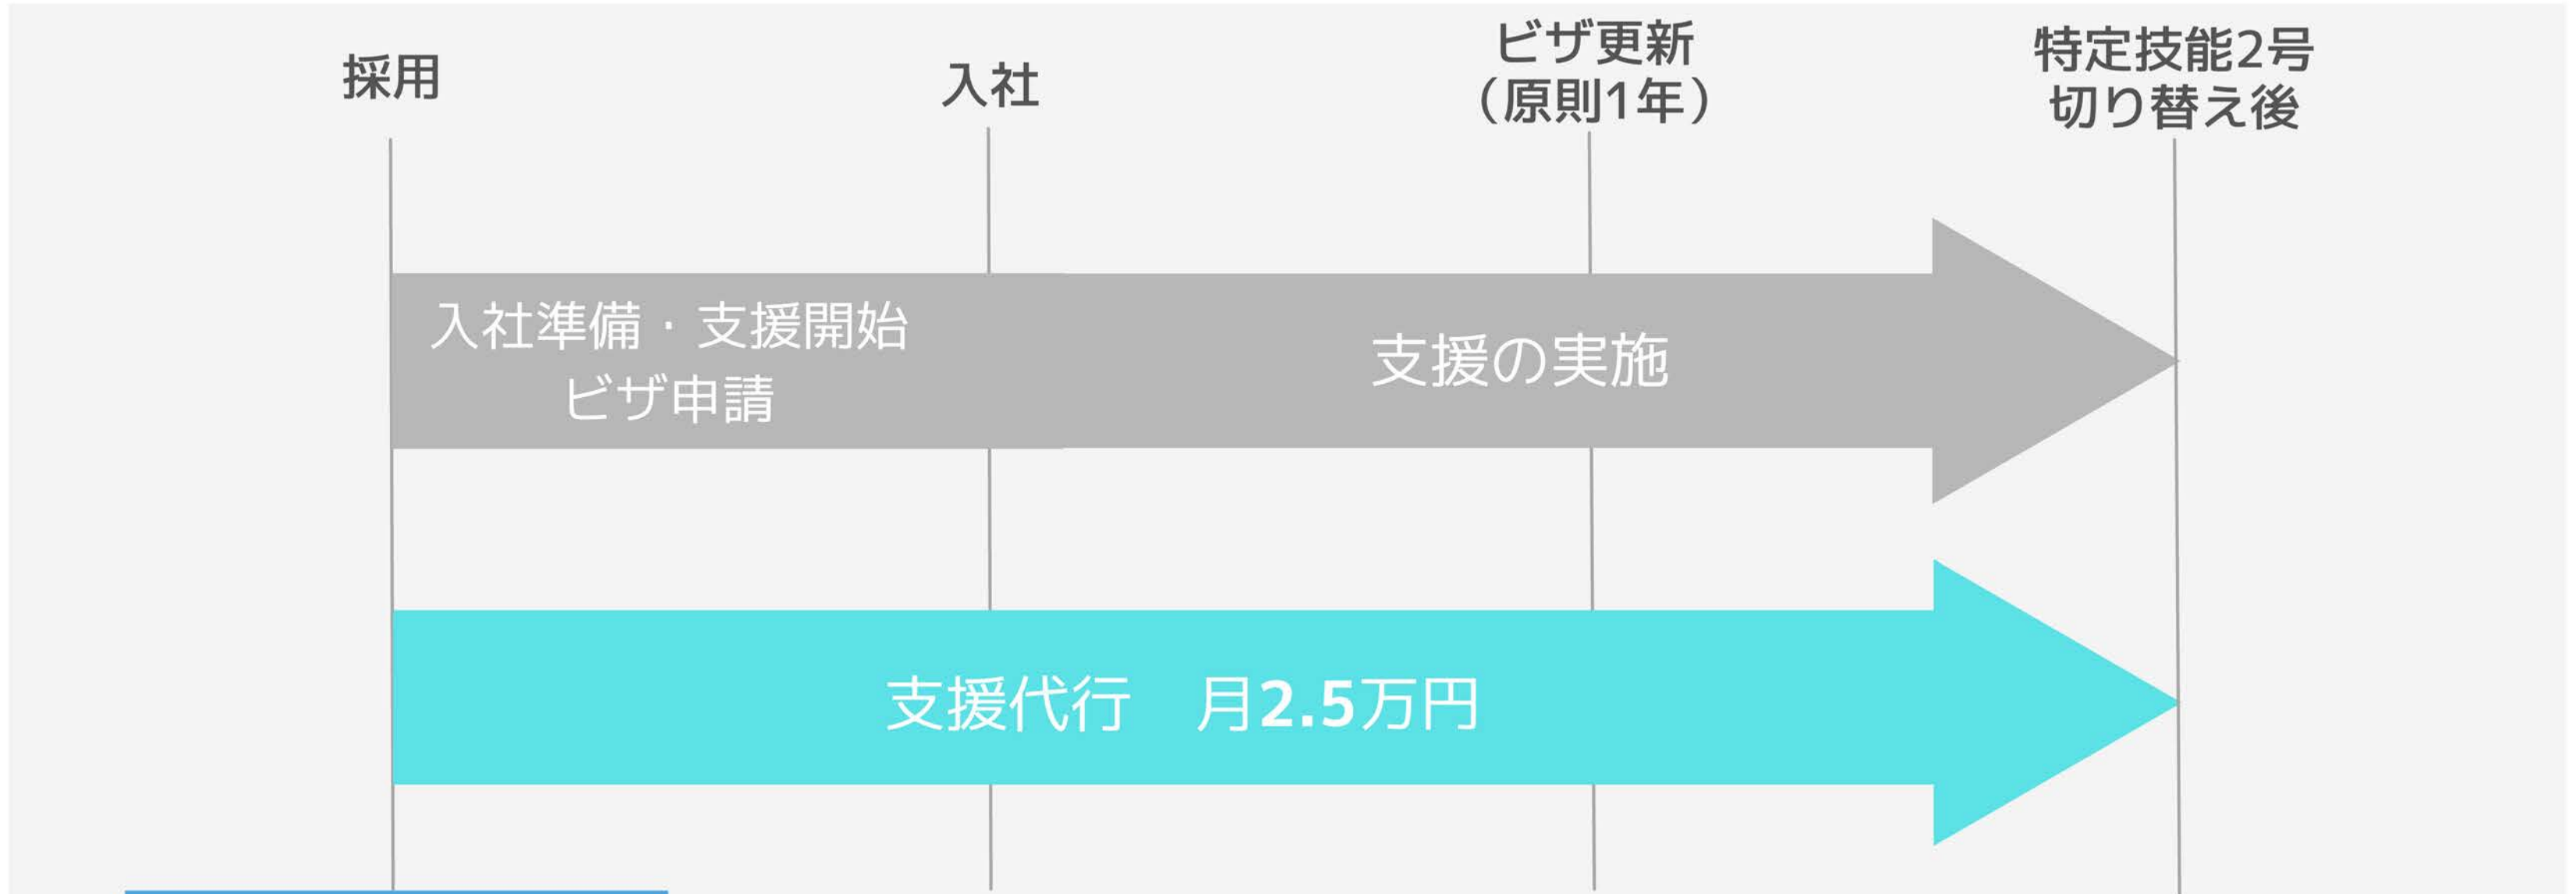 採用
入社
ビザ更新
（原則1年）
特定技能2号
切り替え後
入社準備・支援開始
ビザ申請
支援の実施
支援代行　月2.5万円